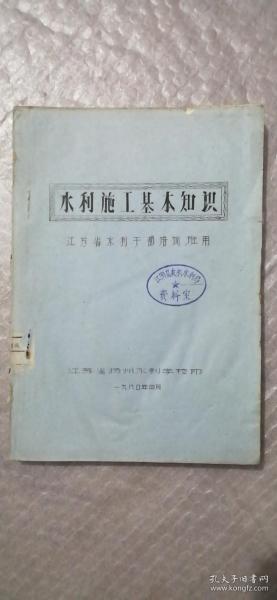 水利施工基本知识
江苏省水利干部培训班用
资料室
江苏省扬州水利学校印
一九八〇年四月
孔夫子旧书网